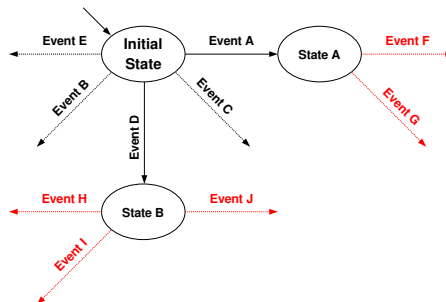 Event E
Initial
State
Event A
State A
Event F
Event B
Event D
Event C
Event G
Event H
State B
Event J
Event I